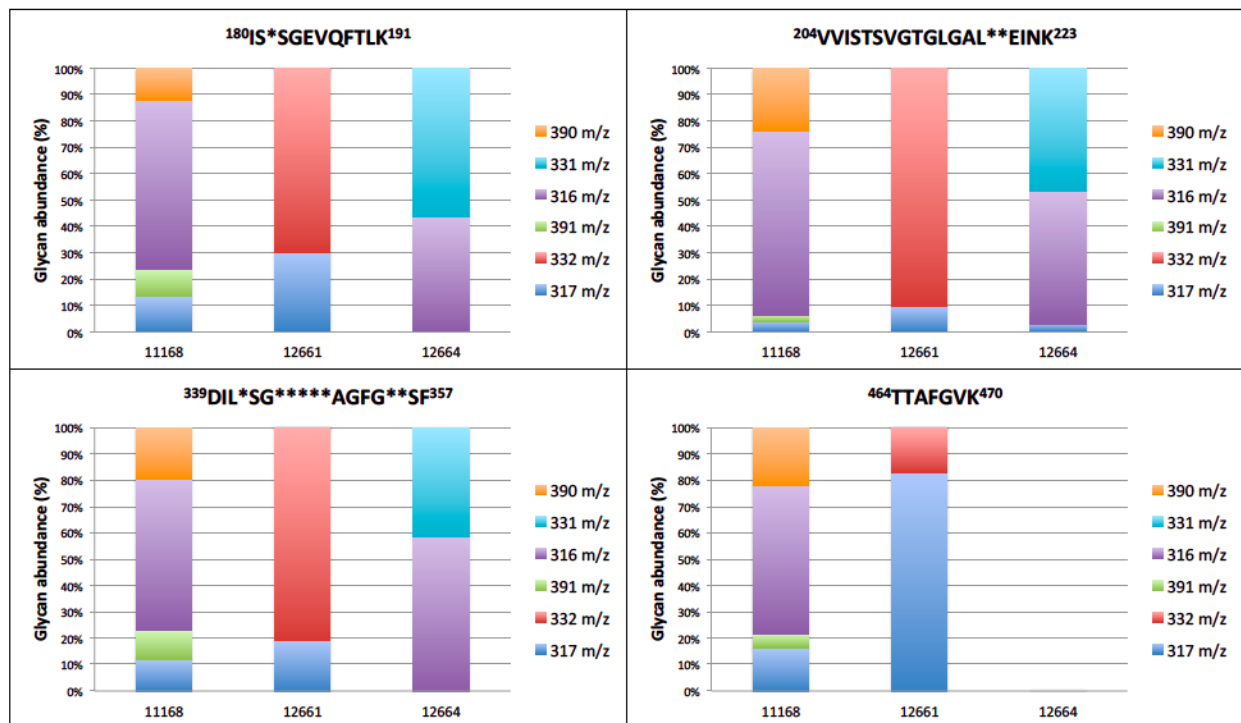 ¹⁸⁰IS*SGEVQFTLK¹⁹¹
Glycan abundance (%)
100%
90%
80%
70%
60%
50%
40%
30%
20%
10%
0%
11168 12661 12664
390 m/z
331 m/z
316 m/z
391 m/z
332 m/z
317 m/z
²⁰⁴VVISTSVGTGLGAL**EINK²²³
Glycan abundance (%)
100%
90%
80%
70%
60%
50%
40%
30%
20%
10%
0%
11168 12661 12664
390 m/z
331 m/z
316 m/z
391 m/z
332 m/z
317 m/z
³³⁹DIL*SG*****AGFG**SF³⁵⁷
Glycan abundance (%)
100%
90%
80%
70%
60%
50%
40%
30%
20%
10%
0%
11168 12661 12664
390 m/z
331 m/z
316 m/z
391 m/z
332 m/z
317 m/z
⁴⁶⁴TTAFGVK⁴⁷⁰
Glycan abundance (%)
100%
90%
80%
70%
60%
50%
40%
30%
20%
10%
0%
11168 12661 12664
390 m/z
331 m/z
316 m/z
391 m/z
332 m/z
317 m/z